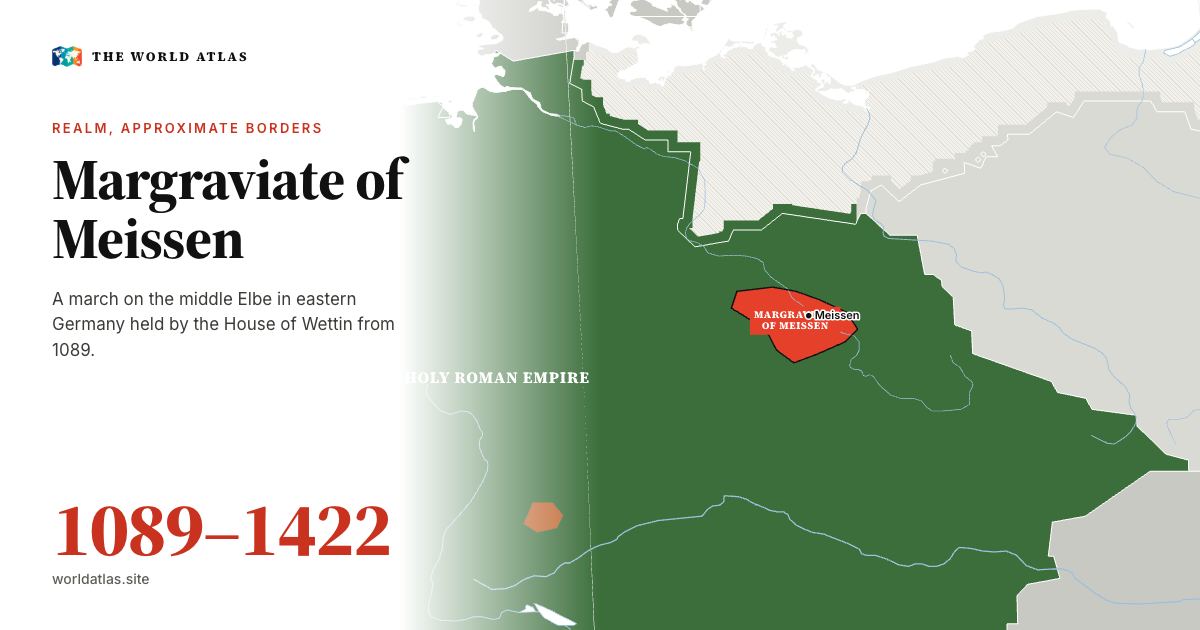 THE WORLD ATLAS
REALM, APPROXIMATE BORDERS
Margraviate of
Meissen
A march on the middle Elbe in eastern
Germany held by the House of Wettin from
1089.
1089–1422
worldatlas.site
HOLY ROMAN EMPIRE
OF MEISSEN
Meissen